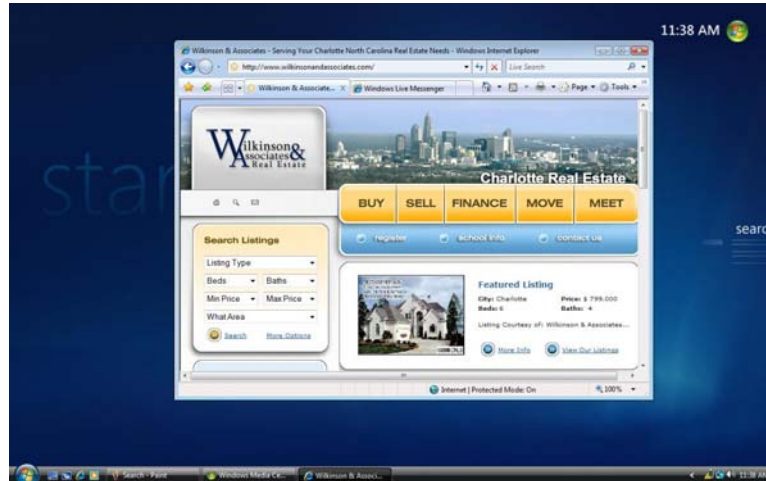 11:38 AM
star
Wilkinson & Associates - Serving Your Charlotte North Carolina Real Estate Needs - Windows Internet Explorer
http://www.wilkinsonandassociates.com/
Live Search
Wilkinson & Associate... X
Windows Live Messenger
Page
Tools
Wilkinson &
Associates
Real Estate
Charlotte Real Estate
BUY SELL FINANCE MOVE MEET
register school info contact us
searc
Search Listings
Listing Type
Beds Baths
Min Price Max Price
What Area
Search More Options
Featured Listing
City: Charlotte Price: $ 799,000
Beds: 6 Baths: 4
Listing Courtesy of: Wilkinson & Associates...
More Info View Our Listings
Internet | Protected Mode: On
100%
Search - Paint
Windows Media Ce...
Wilkinson & Associ...
11:38 AM